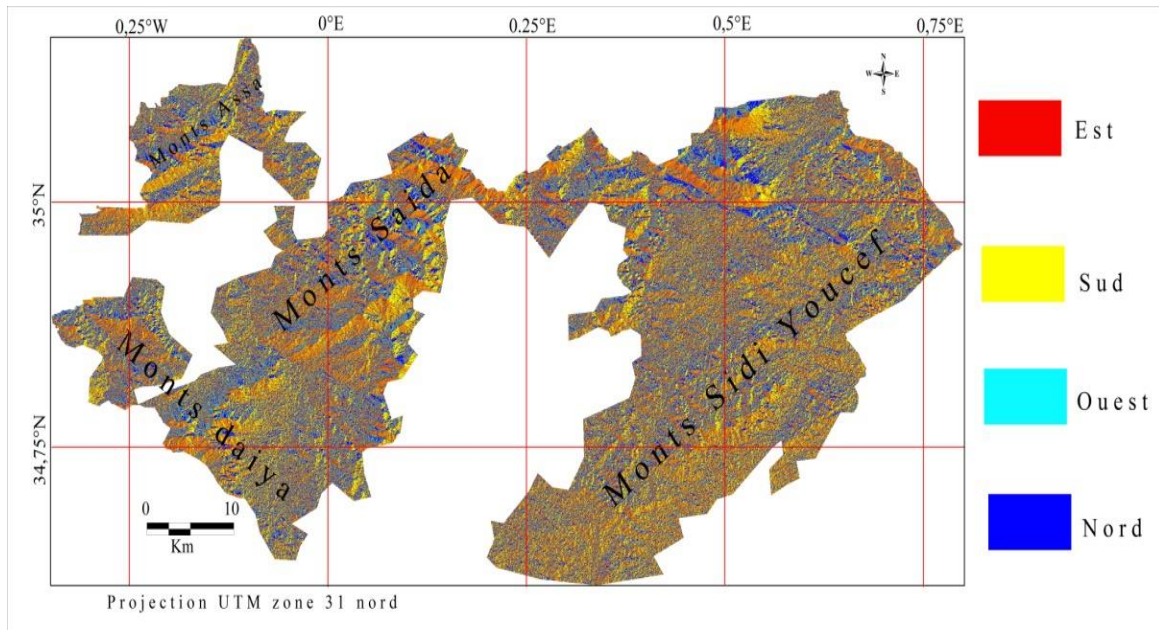 0,25°W 0°E 0.25°E 0,5°E 0,75°E
N
W E
S
Monts Assa
Est
35°N
Monts Saida
Sud
Monts Sidi Youcef
Monts daiya
Ouest
34,75°N
0 10
Km
Nord
Projection UTM zone 31 nord